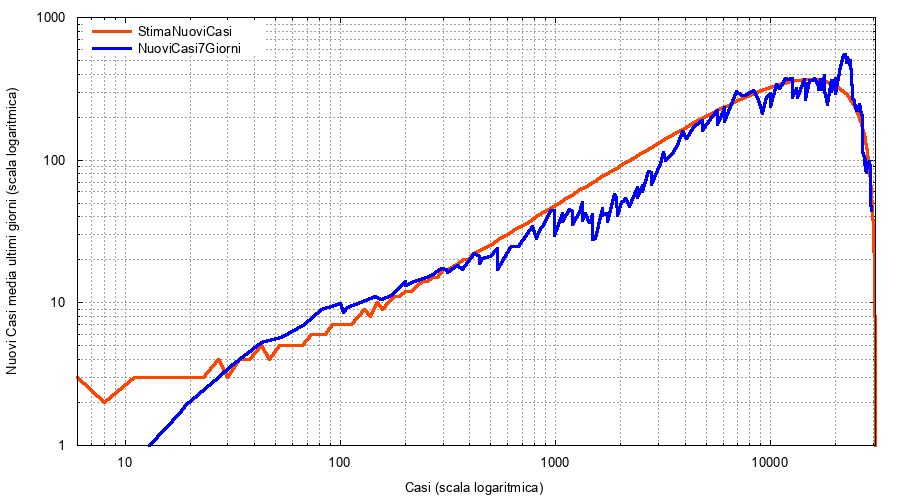 StimaNuoviCasi
NuoviCasi7Giorni
1000
100
10
1
Nuovi Casi media ultimi giorni (scala logaritmica)
10
100
1000
10000
Casi (scala logaritmica)